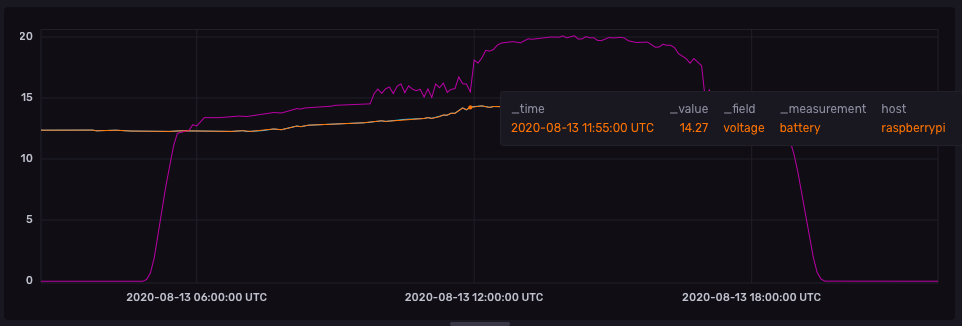 20
15
10
5
0
_time _value _field _measurement host
2020-08-13 11:55:00 UTC 14.27 voltage battery raspberrypi
2020-08-13 06:00:00 UTC 2020-08-13 12:00:00 UTC 2020-08-13 18:00:00 UTC